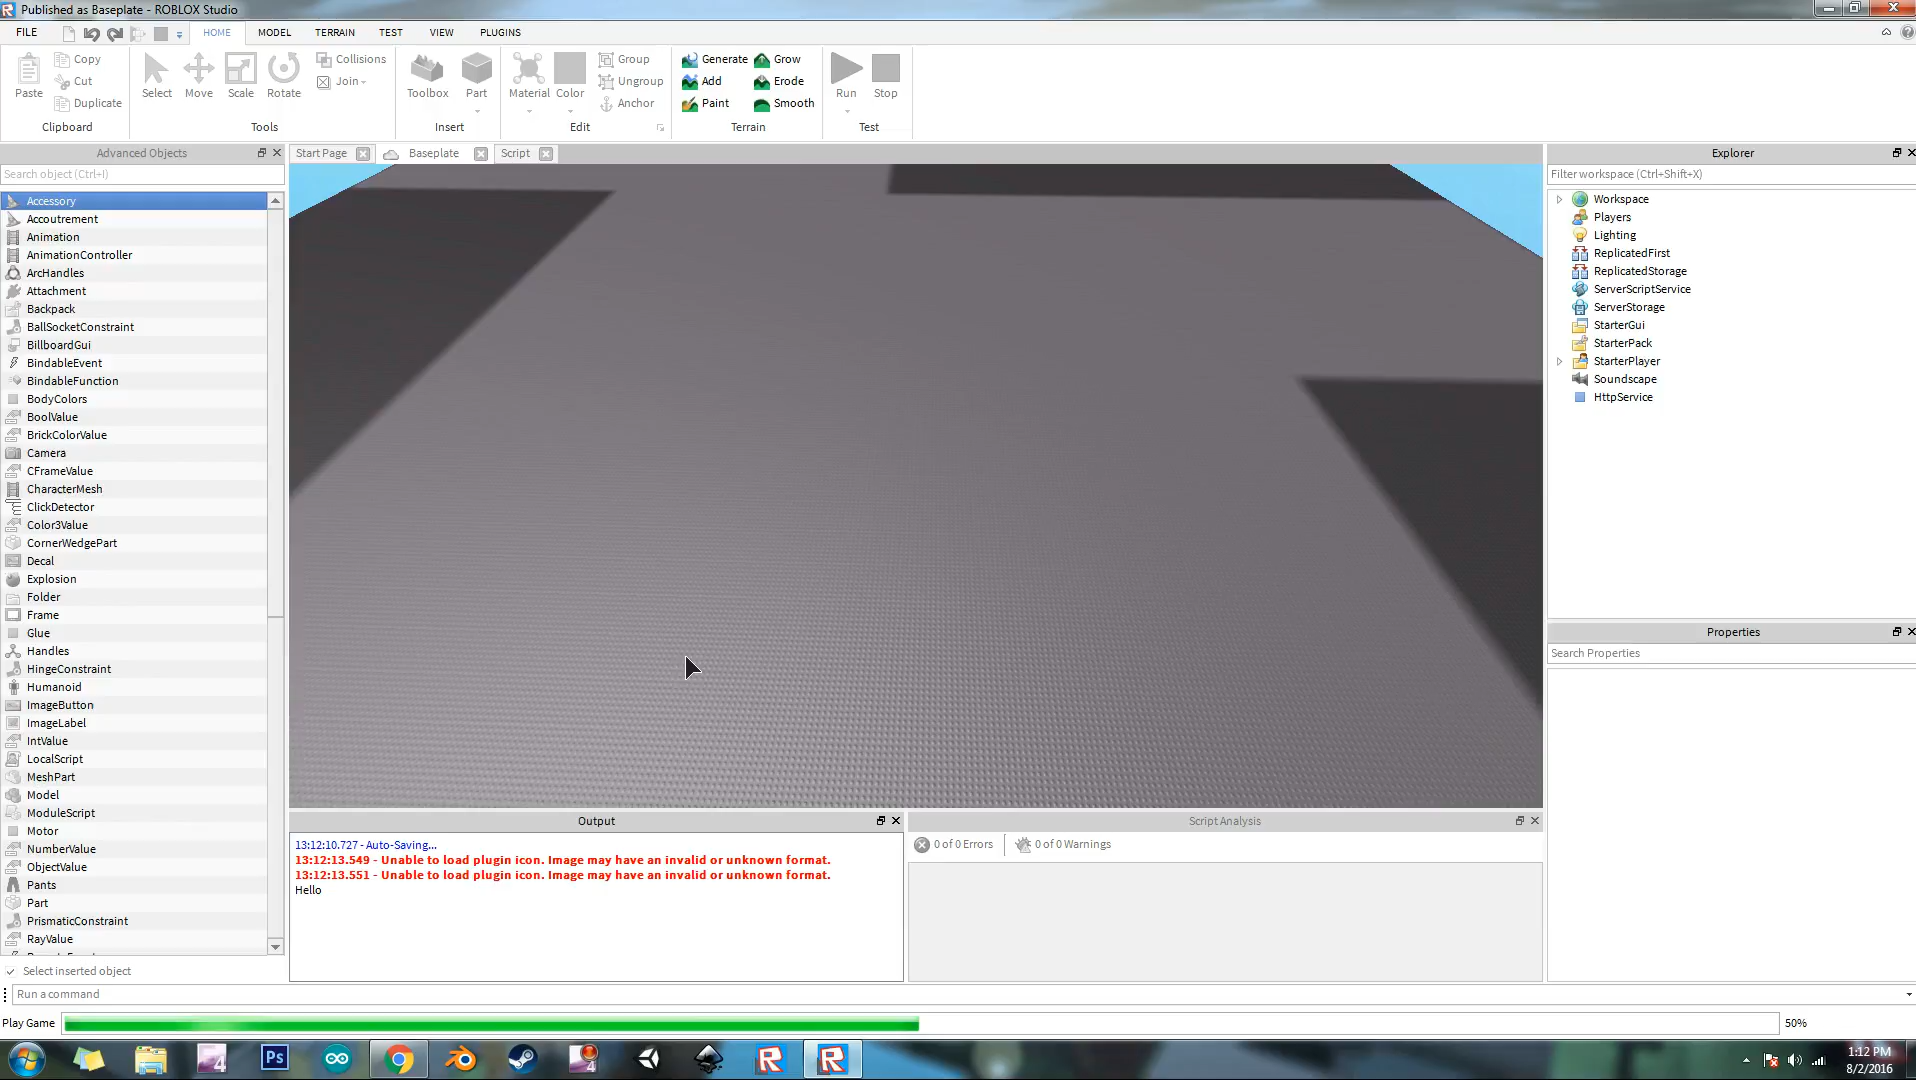 Published as Baseplate - ROBLOX Studio
FILE HOME MODEL TERRAIN TEST VIEW PLUGINS
Paste
Copy
Cut
Duplicate
Clipboard
Select
Move
Scale
Rotate
Collisions
Join
Tools
Toolbox
Part
Insert
Material
Color
Group
Ungroup
Anchor
Edit
Generate
Add
Paint
Grow
Erode
Smooth
Terrain
Run
Stop
Test
Advanced Objects
Search object (Ctrl+I)
Accessory
Accoutrement
Animation
AnimationController
ArcHandles
Attachment
Backpack
BallSocketConstraint
BillboardGui
BindableEvent
BindableFunction
BodyColors
BoolValue
BrickColorValue
Camera
CFrameValue
CharacterMesh
ClickDetector
Color3Value
CornerWedgePart
Decal
Explosion
Folder
Frame
Glue
Handles
HingeConstraint
Humanoid
ImageButton
ImageLabel
IntValue
LocalScript
MeshPart
Model
ModuleScript
Motor
NumberValue
ObjectValue
Pants
Part
PrismaticConstraint
RayValue
Select inserted object
Start Page
Baseplate
Script
Output
13:12:10.727 - Auto-Saving...
13:12:13.549 - Unable to load plugin icon. Image may have an invalid or unknown format.
13:12:13.551 - Unable to load plugin icon. Image may have an invalid or unknown format.
Hello
Script Analysis
0 of 0 Errors
0 of 0 Warnings
Explorer
Filter workspace (Ctrl+Shift+X)
Workspace
Players
Lighting
ReplicatedFirst
ReplicatedStorage
ServerScriptService
ServerStorage
StarterGui
StarterPack
StarterPlayer
Soundscape
HttpService
Properties
Search Properties
Run a command
Play Game
50%
4
Ps
4
1:12 PM
8/2/2016